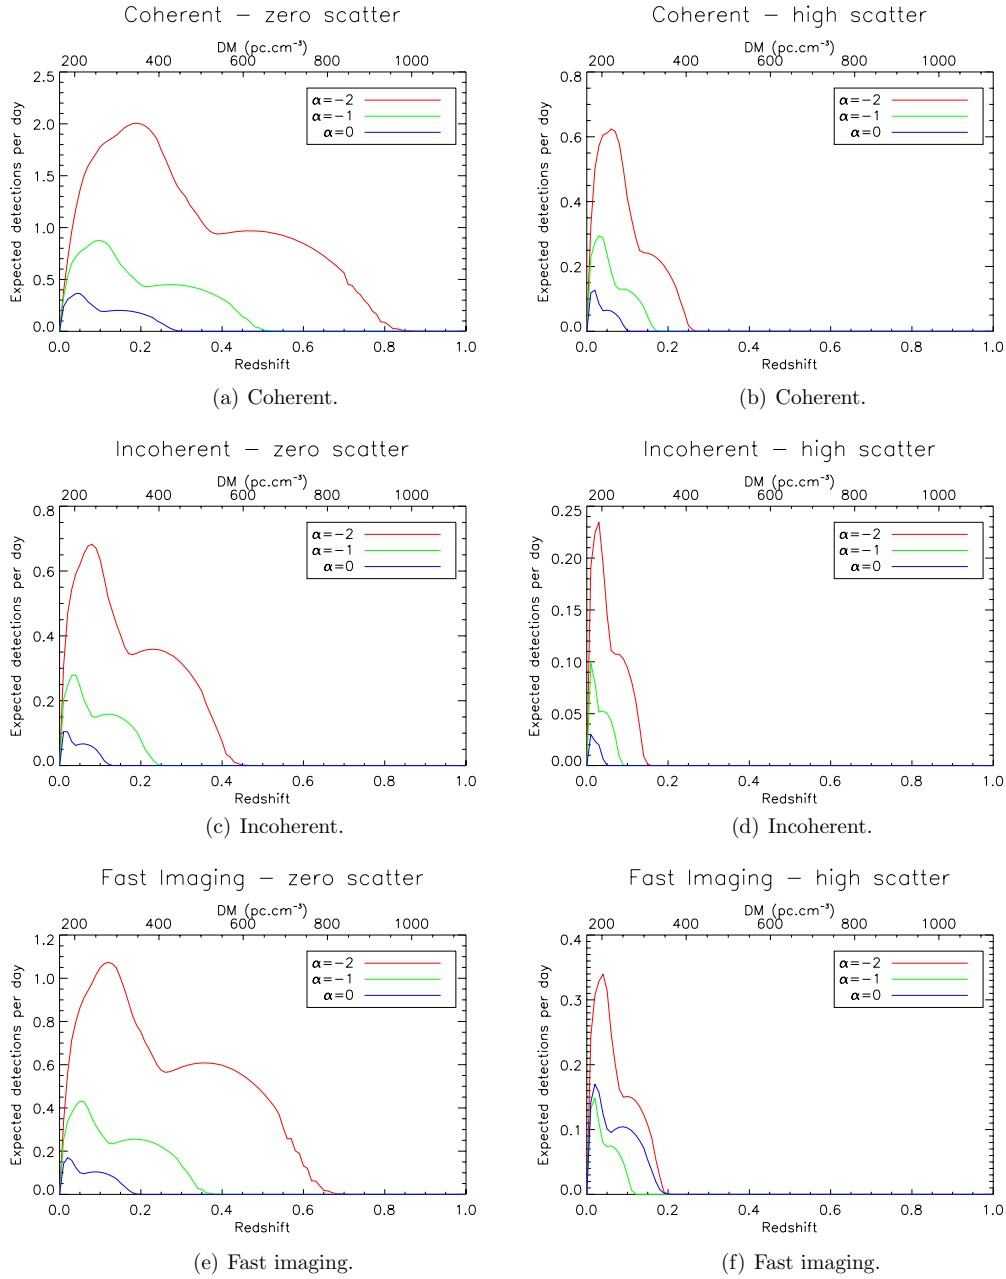 Coherent – zero scatter
DM (pc.cm⁻³)
200 400 600 800 1000
2.5
2.0
1.5
1.0
0.5
0.0
Expected detections per day
α=−2
α=−1
α=0
0.0 0.2 0.4 0.6 0.8 1.0
Redshift
(a) Coherent.
Coherent – high scatter
DM (pc.cm⁻³)
200 400 600 800 1000
0.8
0.6
0.4
0.2
0.0
Expected detections per day
α=−2
α=−1
α=0
0.0 0.2 0.4 0.6 0.8 1.0
Redshift
(b) Coherent.
Incoherent – zero scatter
DM (pc.cm⁻³)
200 400 600 800 1000
0.8
0.6
0.4
0.2
0.0
Expected detections per day
α=−2
α=−1
α=0
0.0 0.2 0.4 0.6 0.8 1.0
Redshift
(c) Incoherent.
Incoherent – high scatter
DM (pc.cm⁻³)
200 400 600 800 1000
0.25
0.20
0.15
0.10
0.05
0.00
Expected detections per day
α=−2
α=−1
α=0
0.0 0.2 0.4 0.6 0.8 1.0
Redshift
(d) Incoherent.
Fast Imaging – zero scatter
DM (pc.cm⁻³)
200 400 600 800 1000
1.2
1.0
0.8
0.6
0.4
0.2
0.0
Expected detections per day
α=−2
α=−1
α=0
0.0 0.2 0.4 0.6 0.8 1.0
Redshift
(e) Fast imaging.
Fast Imaging – high scatter
DM (pc.cm⁻³)
200 400 600 800 1000
0.4
0.3
0.2
0.1
0.0
Expected detections per day
α=−2
α=−1
α=0
0.0 0.2 0.4 0.6 0.8 1.0
Redshift
(f) Fast imaging.